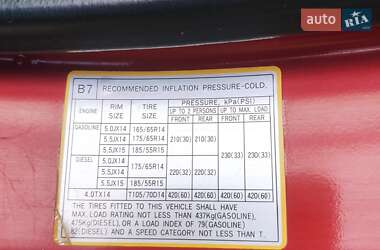 auto RIA
B7 RECOMMENDED INFLATION PRESSURE-COLD.
ENGINE RIM SIZE TIRE SIZE PRESSURE, kPa(PSI)
UP TO 2 PERSONS UP TO MAX. LOAD
FRONT REAR FRONT REAR
GASOLINE 5.0JX14 165/65R14 210(30) 210(30) 230(33) 230(33)
5.5JX14 175/65R14
5.5JX15 185/55R15
DIESEL 5.0JX14 175/65R14 220(32) 220(32)
5.5JX14
5.5JX15 185/55R15
4.0TX14 T105/70D14 420(60) 420(60) 420(60) 420(60)
THE TIRES FITTED TO THIS VEHICLE SHALL HAVE
MAX.LOAD RATING NOT LESS THAN 437Kg(GASOLINE),
475Kg(DIESEL) OR A LOAD INDEX OF 79(GASOLINE),
82(DIESEL) AND A SPEED CATEGORY NOT LESS THAN T.